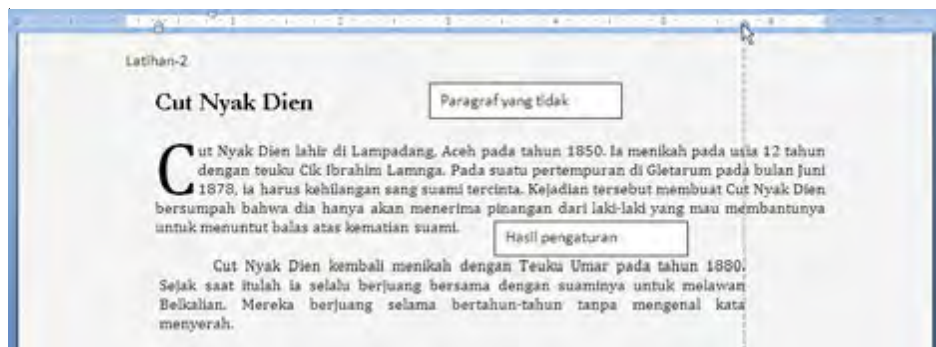 Latihan-2
Cut Nyak Dien
Paragraf yang tidak
Cut Nyak Dien lahir di Lampadang, Aceh pada tahun 1850. Ia menikah pada usia 12 tahun
dengan teuku Cik Ibrahim Lamnga. Pada suatu pertempuran di Gletarum pada bulan Juni
1878, ia harus kehilangan sang suami tercinta. Kejadian tersebut membuat Cut Nyak Dien
bersumpah bahwa dia hanya akan menerima pinangan dari laki-laki yang mau membantunya
untuk menuntut balas atas kematian suami.
Hasil pengaturan
Cut Nyak Dien kembali menikah dengan Teuku Umar pada tahun 1880.
Sejak saat itulah ia selalu berjuang bersama dengan suaminya untuk melawan
Belkalian. Mereka berjuang selama bertahun-tahun tanpa mengenal kata
menyerah.